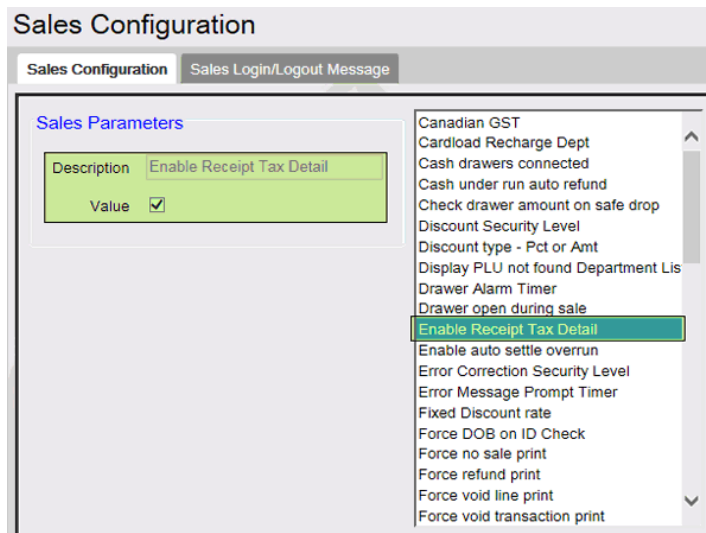 Sales Configuration
Sales Configuration
Sales Login/Logout Message
Sales Parameters
Description
Enable Receipt Tax Detail
Value
Canadian GST
Cardload Recharge Dept
Cash drawers connected
Cash under run auto refund
Check drawer amount on safe drop
Discount Security Level
Discount type - Pct or Amt
Display PLU not found Department Lis
Drawer Alarm Timer
Drawer open during sale
Enable Receipt Tax Detail
Enable auto settle overrun
Error Correction Security Level
Error Message Prompt Timer
Fixed Discount rate
Force DOB on ID Check
Force no sale print
Force refund print
Force void line print
Force void transaction print